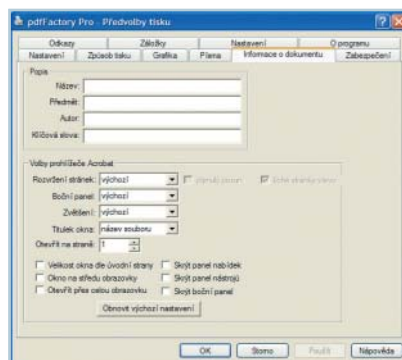 pdfFactory Pro - Předvolby tisku
Odkazy Záložky Nastavení O programu
Nastavení Způsob tisku Grafika Písma Informace o dokumentu Zabezpečení
Popis
Název:
Předmět:
Autor:
Klíčová slova:
Volby prohlížeče Acrobat
Rozvržení stránek: výchozí
Boční panel: výchozí
Zvětšení: výchozí
Titulek okna: název souboru
Otevřít na straně: 1
Velikost okna dle úvodní strany Skrýt panel nabídek
Okno na středu obrazovky Skrýt panel nástrojů
Otevřít přes celou obrazovku Skrýt boční panel
Obnovit výchozí nastavení
OK Storno Použít Nápověda